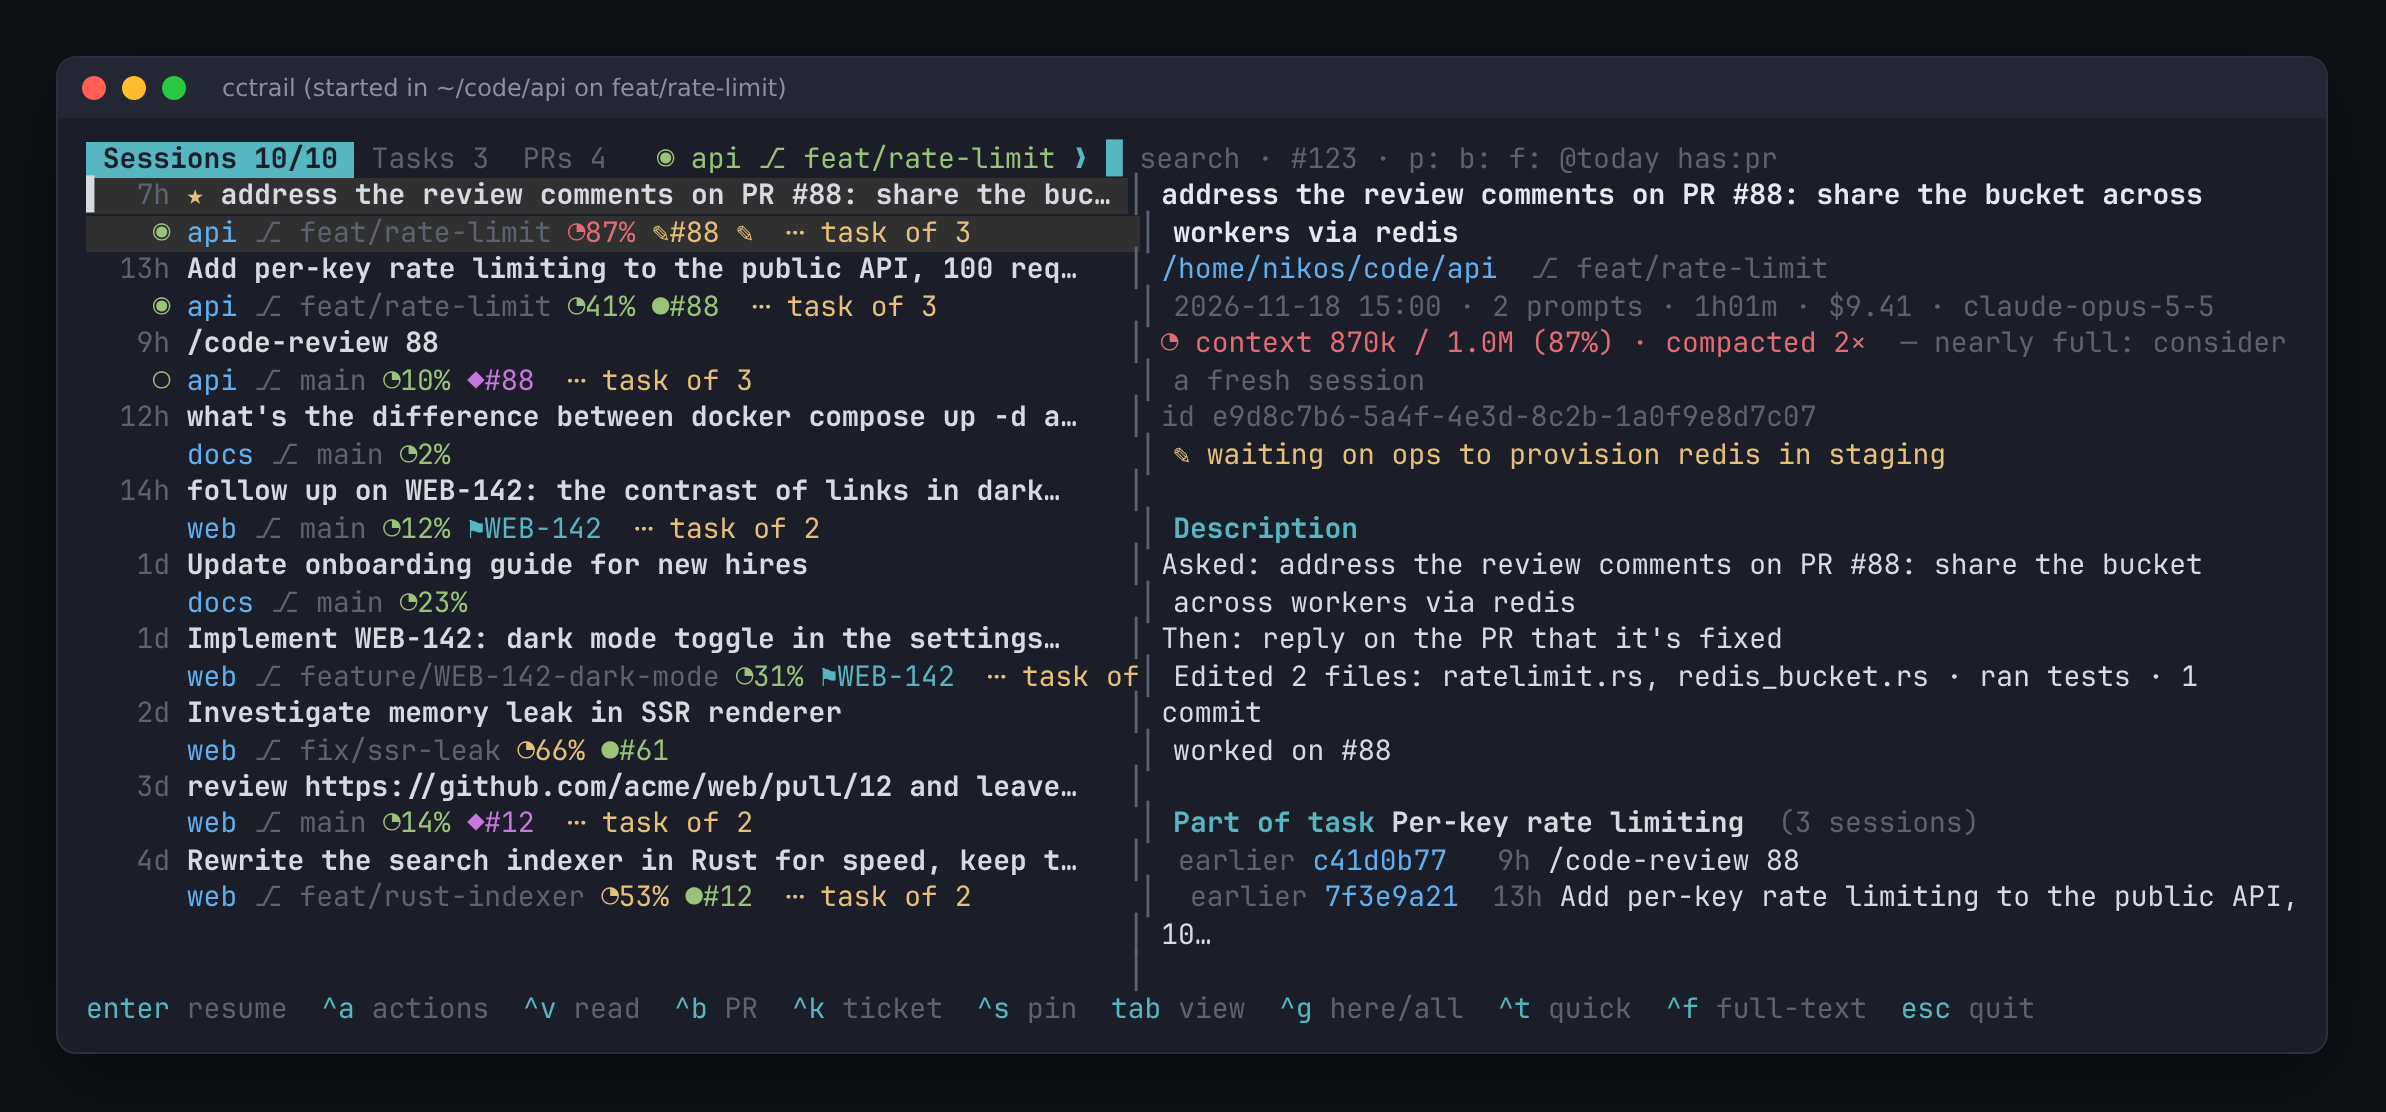 cctrail (started in ~/code/api on feat/rate-limit)
Sessions 10/10 Tasks 3 PRs 4 ◉ api ⎇ feat/rate-limit ❯ search · #123 · p: b: f: @today has:pr
7h ★ address the review comments on PR #88: share the buc…
◉ api ⎇ feat/rate-limit ◔87% ✎#88 ✎ ⋯ task of 3
13h Add per-key rate limiting to the public API, 100 req…
◉ api ⎇ feat/rate-limit ◔41% ●#88 ⋯ task of 3
9h /code-review 88
○ api ⎇ main ◔10% ◆#88 ⋯ task of 3
12h what's the difference between docker compose up -d a…
docs ⎇ main ◔2%
14h follow up on WEB-142: the contrast of links in dark…
web ⎇ main ◔12% ⚑WEB-142 ⋯ task of 2
1d Update onboarding guide for new hires
docs ⎇ main ◔23%
1d Implement WEB-142: dark mode toggle in the settings…
web ⎇ feature/WEB-142-dark-mode ◔31% ⚑WEB-142 ⋯ task of
2d Investigate memory leak in SSR renderer
web ⎇ fix/ssr-leak ◔66% ●#61
3d review https://github.com/acme/web/pull/12 and leave…
web ⎇ main ◔14% ◆#12 ⋯ task of 2
4d Rewrite the search indexer in Rust for speed, keep t…
web ⎇ feat/rust-indexer ◔53% ●#12 ⋯ task of 2
address the review comments on PR #88: share the bucket across
workers via redis
/home/nikos/code/api ⎇ feat/rate-limit
2026-11-18 15:00 · 2 prompts · 1h01m · $9.41 · claude-opus-5-5
◔ context 870k / 1.0M (87%) · compacted 2× — nearly full: consider
a fresh session
id e9d8c7b6-5a4f-4e3d-8c2b-1a0f9e8d7c07
✎ waiting on ops to provision redis in staging
Description
Asked: address the review comments on PR #88: share the bucket
across workers via redis
Then: reply on the PR that it's fixed
Edited 2 files: ratelimit.rs, redis_bucket.rs · ran tests · 1
commit
worked on #88
Part of task Per-key rate limiting (3 sessions)
earlier c41d0b77 9h /code-review 88
earlier 7f3e9a21 13h Add per-key rate limiting to the public API,
10…
enter resume ^a actions ^v read ^b PR ^k ticket ^s pin tab view ^g here/all ^t quick ^f full-text esc quit